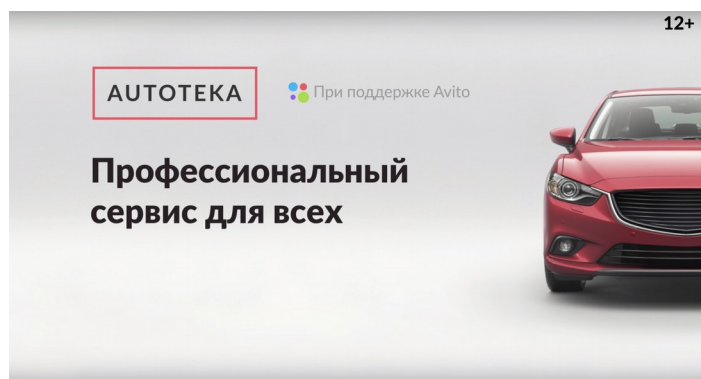 12+
AUTOTEKA
При поддержке Avito
Профессиональный
сервис для всех